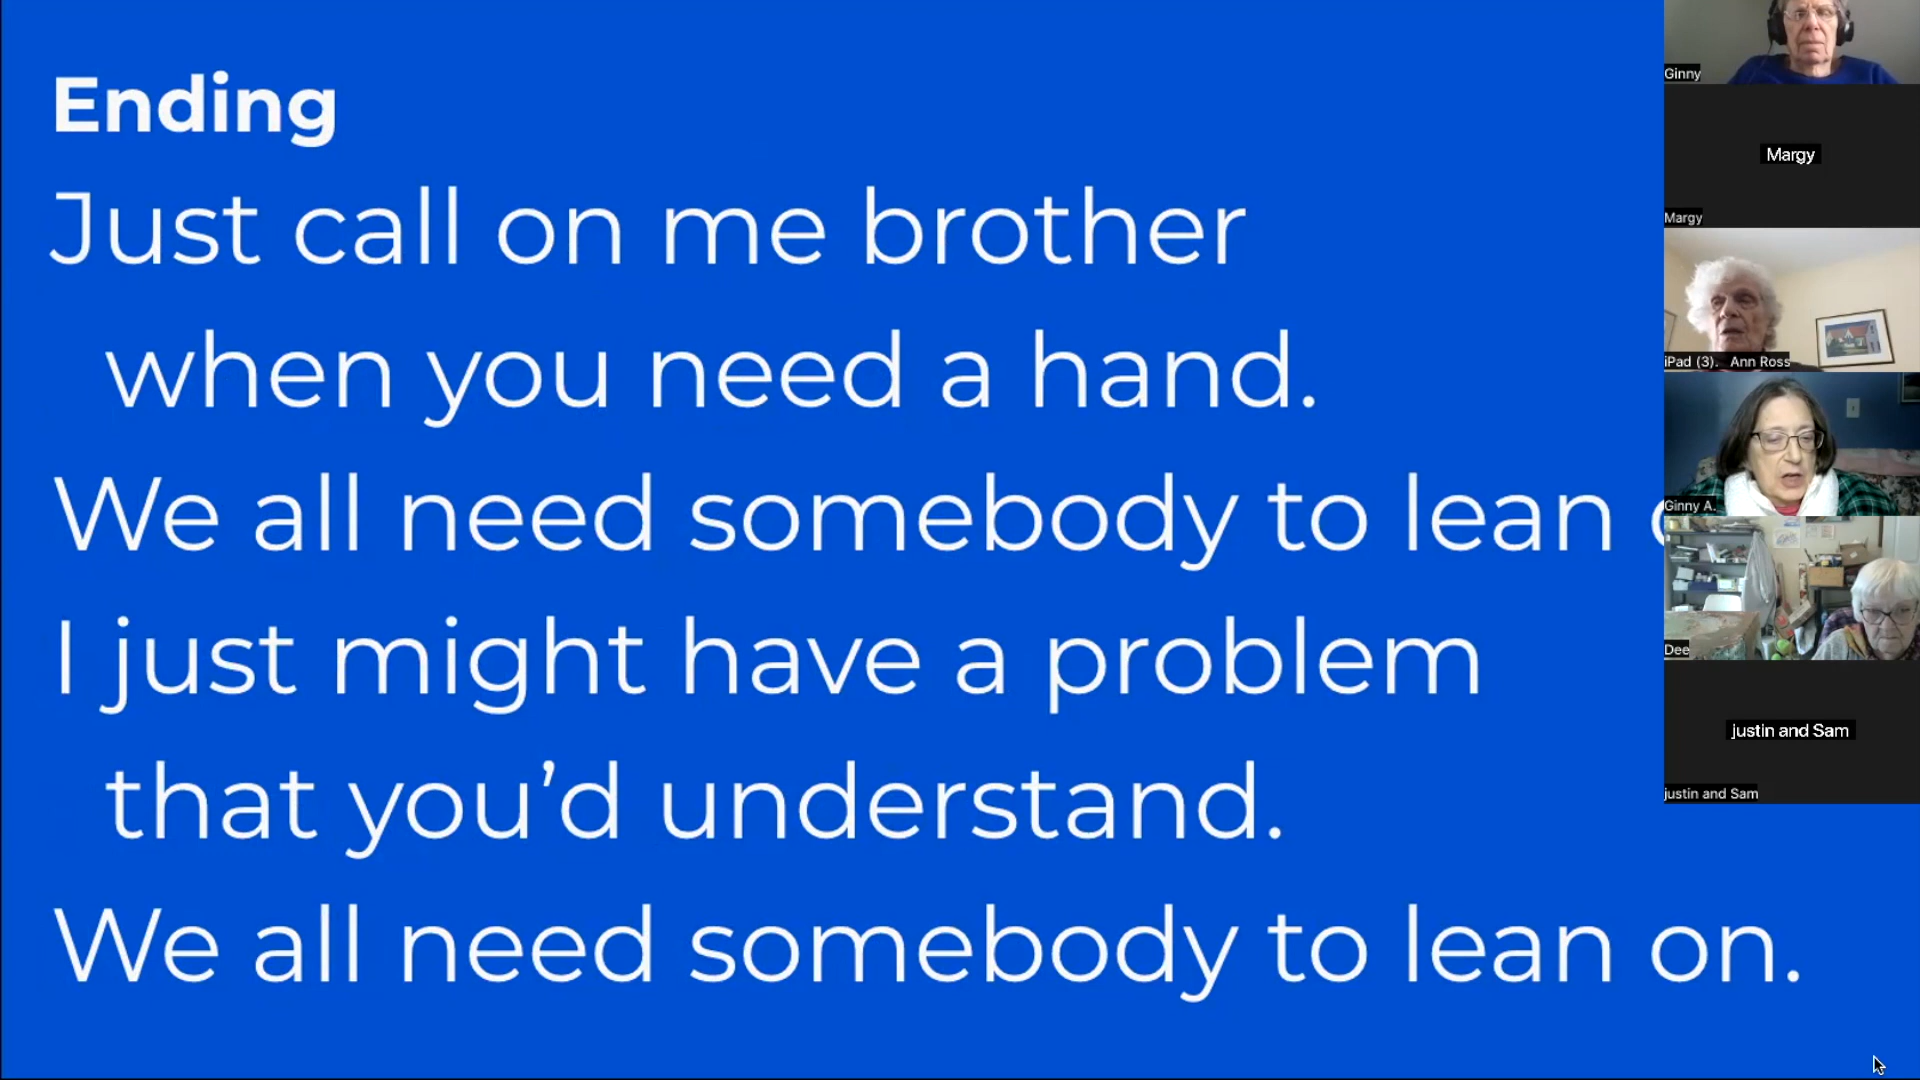 Ending
Just call on me brother
when you need a hand.
We all need somebody to lean
I just might have a problem
that you’d understand.
We all need somebody to lean on.
Ginny
Margy
Margy
iPad (3). Ann Ross
Ginny A.
Dee
justin and Sam
justin and Sam